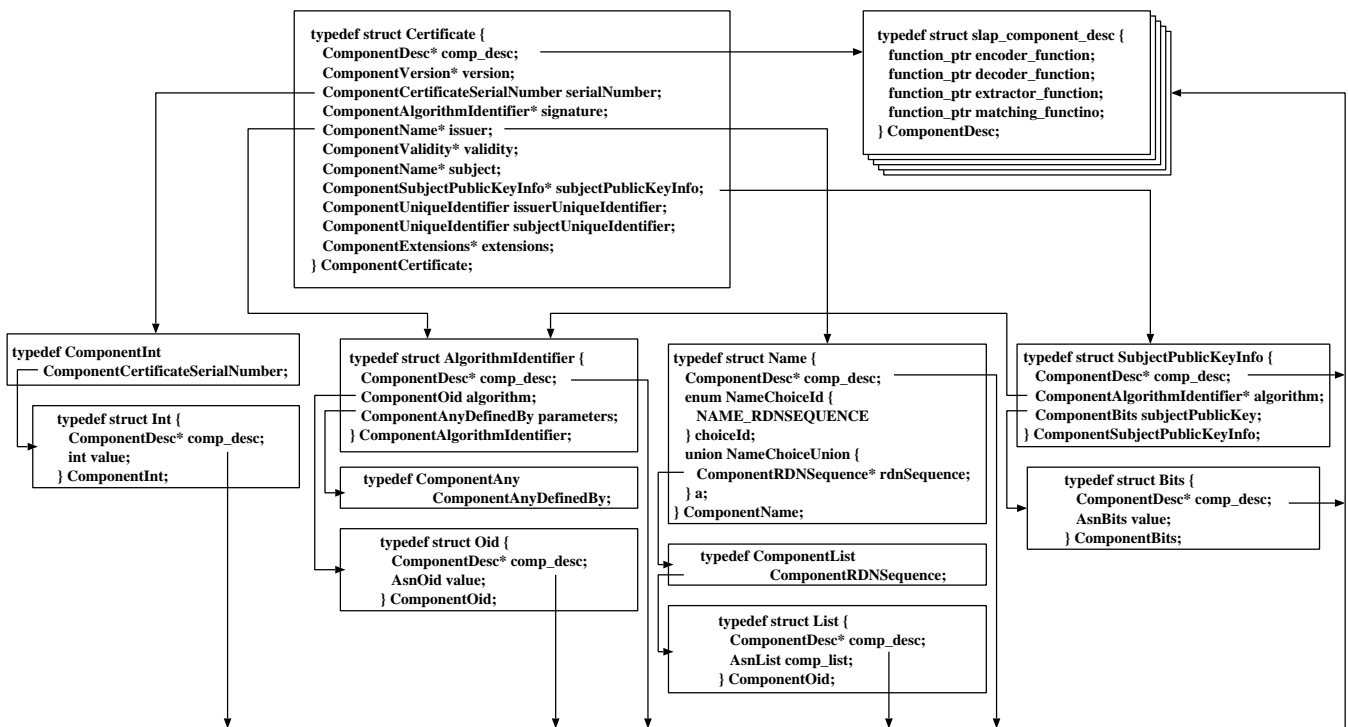 typedef struct Certificate {
ComponentDesc* comp_desc;
ComponentVersion* version;
ComponentCertificateSerialNumber serialNumber;
ComponentAlgorithmIdentifier* signature;
ComponentName* issuer;
ComponentValidity* validity;
ComponentName* subject;
ComponentSubjectPublicKeyInfo* subjectPublicKeyInfo;
ComponentUniqueIdentifier issuerUniqueIdentifier;
ComponentUniqueIdentifier subjectUniqueIdentifier;
ComponentExtensions* extensions;
} ComponentCertificate;
typedef struct slap_component_desc {
function_ptr encoder_function;
function_ptr decoder_function;
function_ptr extractor_function;
function_ptr matching_functino;
} ComponentDesc;
typedef ComponentInt
ComponentCertificateSerialNumber;
typedef struct Int {
ComponentDesc* comp_desc;
int value;
} ComponentInt;
typedef struct AlgorithmIdentifier {
ComponentDesc* comp_desc;
ComponentOid algorithm;
ComponentAnyDefinedBy parameters;
} ComponentAlgorithmIdentifier;
typedef ComponentAny
ComponentAnyDefinedBy;
typedef struct Oid {
ComponentDesc* comp_desc;
AsnOid value;
} ComponentOid;
typedef struct Name {
ComponentDesc* comp_desc;
enum NameChoiceId {
NAME_RDNSEQUENCE
} choiceId;
union NameChoiceUnion {
ComponentRDNSequence* rdnSequence;
} a;
} ComponentName;
typedef ComponentList
ComponentRDNSequence;
typedef struct List {
ComponentDesc* comp_desc;
AsnList comp_list;
} ComponentOid;
typedef struct SubjectPublicKeyInfo {
ComponentDesc* comp_desc;
ComponentAlgorithmIdentifier* algorithm;
ComponentBits subjectPublicKey;
} ComponentSubjectPublicKeyInfo;
typedef struct Bits {
ComponentDesc* comp_desc;
AsnBits value;
} ComponentBits;